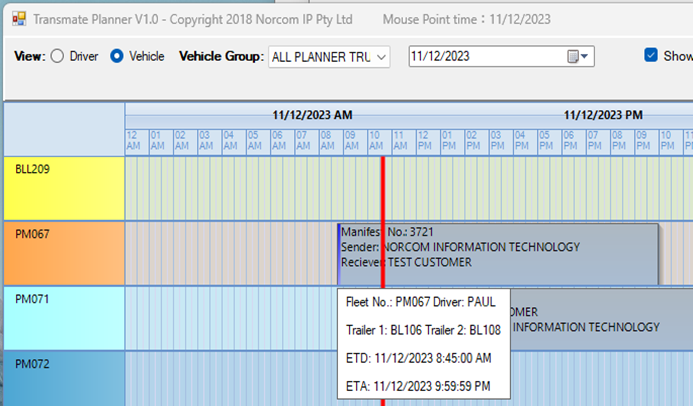 Transmate Planner V1.0 - Copyright 2018 Norcom IP Pty Ltd Mouse Point time : 11/12/2023
View: Driver Vehicle Vehicle Group: ALL PLANNER TRU 11/12/2023 Show
11/12/2023 AM 11/12/2023 PM
12 01 02 03 04 05 06 07 08 09 10 11 12 01 02 03 04 05 06 07 08 09 10 11
AM AM AM AM AM AM AM AM AM AM AM AM PM PM PM PM PM PM PM PM PM PM PM
BLL209
PM067
Manifest No.: 3721
Sender: NORCOM INFORMATION TECHNOLOGY
Reciever: TEST CUSTOMER
PM071
OMER
INFORMATION TECHNOLOGY
Fleet No.: PM067 Driver: PAUL
Trailer 1: BL106 Trailer 2: BL108
ETD: 11/12/2023 8:45:00 AM
ETA: 11/12/2023 9:59:59 PM
PM072